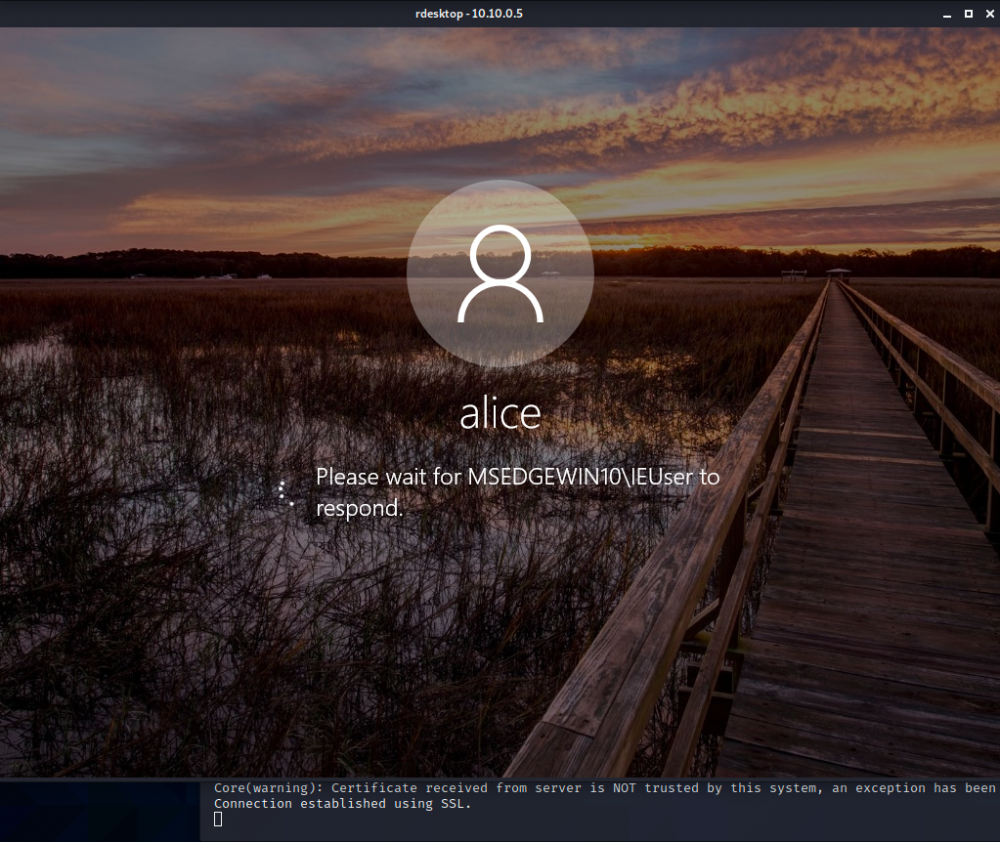 rdesktop - 10.10.0.5
alice
Please wait for MSEDGEWIN10\IEUser to
respond.
Core(warning): Certificate received from server is NOT trusted by this system, an exception has been
Connection established using SSL.